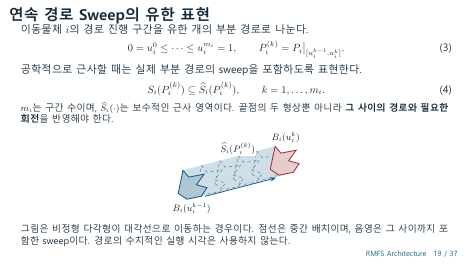 연속 경로 Sweep의 유한 표현
이동물체 i의 경로 진행 구간을 유한 개의 부분 경로로 나눈다.
0 = u_i^0 ≤ ··· ≤ u_i^{m_i} = 1,    P_i^{(k)} = P_i|_{[u_i^{k-1}, u_i^k]}.    (3)
공학적으로 근사할 때는 실제 부분 경로의 sweep을 포함하도록 표현한다.
S_i(P_i^{(k)}) ⊆ Ŝ_i(P_i^{(k)}),    k = 1, ..., m_i.    (4)
m_i는 구간 수이며, Ŝ_i(·)는 보수적인 근사 영역이다. 끝점의 두 형상뿐 아니라 그 사이의 경로와 필요한
회전을 반영해야 한다.
B_i(u_i^k)
Ŝ_i(P_i^{(k)})
B_i(u_i^{k-1})
그림은 비정형 다각형이 대각선으로 이동하는 경우이다. 점선은 중간 배치이며, 음영은 그 사이까지 포
함한 sweep이다. 경로의 수치적인 실행 시각은 사용하지 않는다.
RMFS Architecture 19 / 37